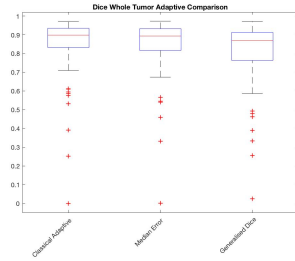 Dice Whole Tumor Adaptive Comparison
1
0.9
0.8
0.7
0.6
0.5
0.4
0.3
0.2
0.1
0
Classical Adaptive
Median Error
Generalised Dice